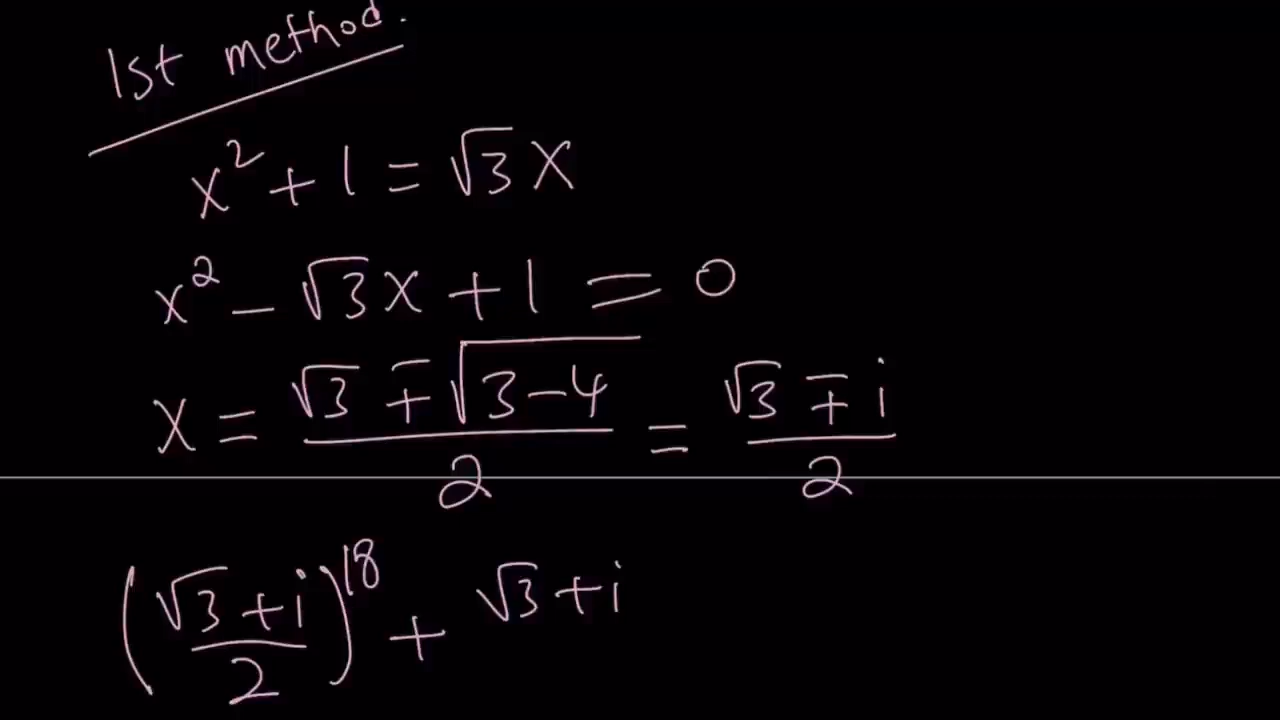 1st method.
x² + 1 = √3 x
x² - √3 x + 1 = 0
x = (√3 ∓ √(3-4))/2 = (√3 ∓ i)/2
((√3 + i)/2)¹⁸ + √3 + i